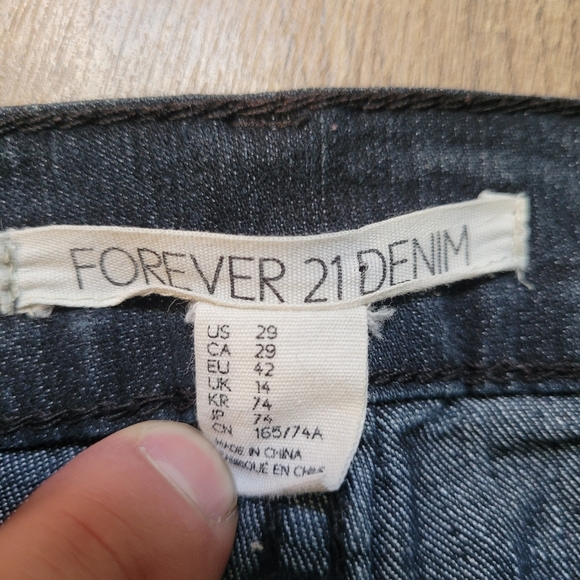 FOREVER 21 DENIM
US 29
CA 29
EU 42
UK 14
KR 74
JP 74
CN 165/74A
MADE IN CHINA
EN CHINE